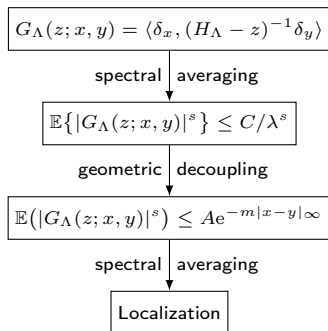 G_Λ(z; x, y) = ⟨δ_x, (H_Λ − z)^{−1}δ_y⟩
spectral averaging
𝔼{|G_Λ(z; x, y)|^s} ≤ C/λ^s
geometric decoupling
𝔼(|G_Λ(z; x, y)|^s) ≤ Ae^{−m|x−y|_∞}
spectral averaging
Localization